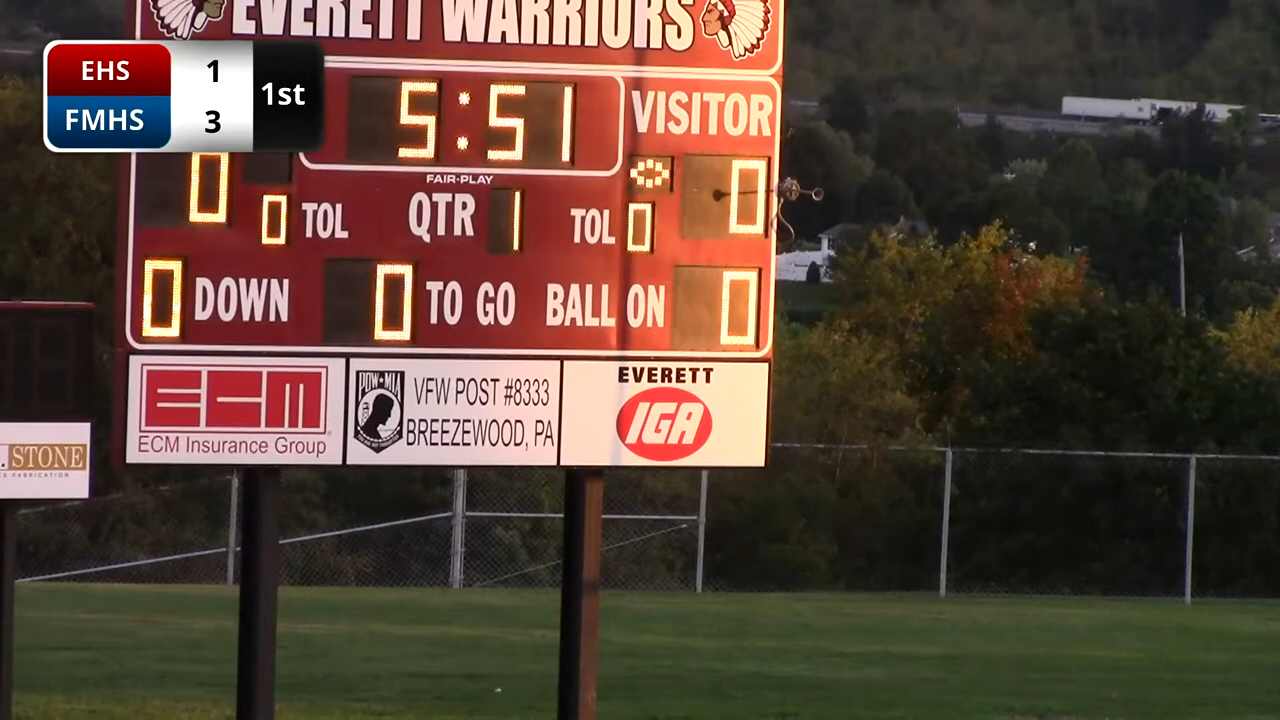 EVERETT WARRIORS
EHS 1
FMHS 3
1st
5:51
VISITOR
FAIR-PLAY
0
0 TOL
QTR 1
TOL 0
0
0 DOWN
0 TO GO
BALL ON 0
ECM
ECM Insurance Group
POW★MIA
VFW POST #8333
BREEZEWOOD, PA
EVERETT
IGA
STONE